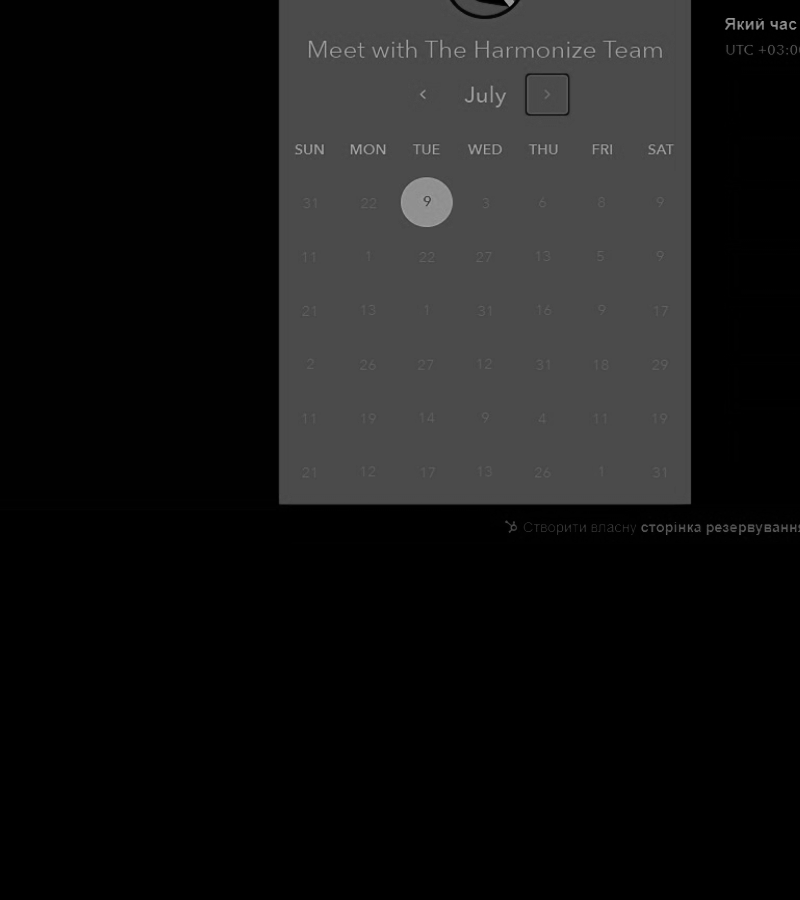 Який час
UTC +03:00
Meet with The Harmonize Team
July
SUN MON TUE WED THU FRI SAT
31 22 9 3 6 8 9
11 1 22 27 13 5 9
21 13 1 31 16 9 17
2 26 27 12 31 18 29
11 19 14 9 4 11 19
21 12 17 13 26 1 31
Створити власну сторінка резервування